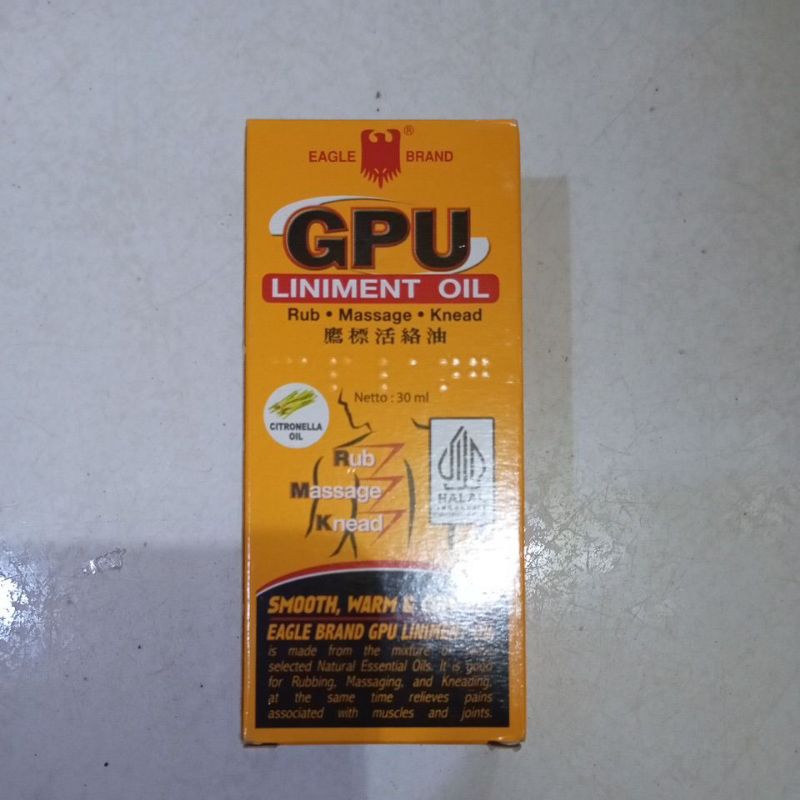 EAGLE BRAND ®
GPU
LINIMENT OIL
Rub • Massage • Knead
鷹標活絡油
Netto : 30 ml
CITRONELLA
OIL
Rub
Massage
Knead
HALAL
SMOOTH, WARM &
EAGLE BRAND GPU LINIMENT
is made from the mixture
selected Natural Essential Oils. It is good
for Rubbing, Massaging, and Kneading,
at the same time relieves pains
associated with muscles and joints.